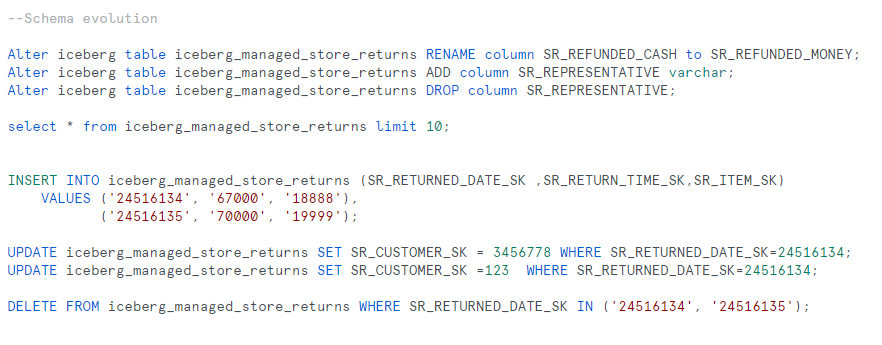 --Schema evolution
Alter iceberg table iceberg_managed_store_returns RENAME column SR_REFUNDED_CASH to SR_REFUNDED_MONEY;
Alter iceberg table iceberg_managed_store_returns ADD column SR_REPRESENTATIVE varchar;
Alter iceberg table iceberg_managed_store_returns DROP column SR_REPRESENTATIVE;
select * from iceberg_managed_store_returns limit 10;
INSERT INTO iceberg_managed_store_returns (SR_RETURNED_DATE_SK ,SR_RETURN_TIME_SK,SR_ITEM_SK)
VALUES ('24516134', '67000', '18888'),
('24516135', '70000', '19999');
UPDATE iceberg_managed_store_returns SET SR_CUSTOMER_SK = 3456778 WHERE SR_RETURNED_DATE_SK=24516134;
UPDATE iceberg_managed_store_returns SET SR_CUSTOMER_SK =123  WHERE SR_RETURNED_DATE_SK=24516134;
DELETE FROM iceberg_managed_store_returns WHERE SR_RETURNED_DATE_SK IN ('24516134', '24516135');